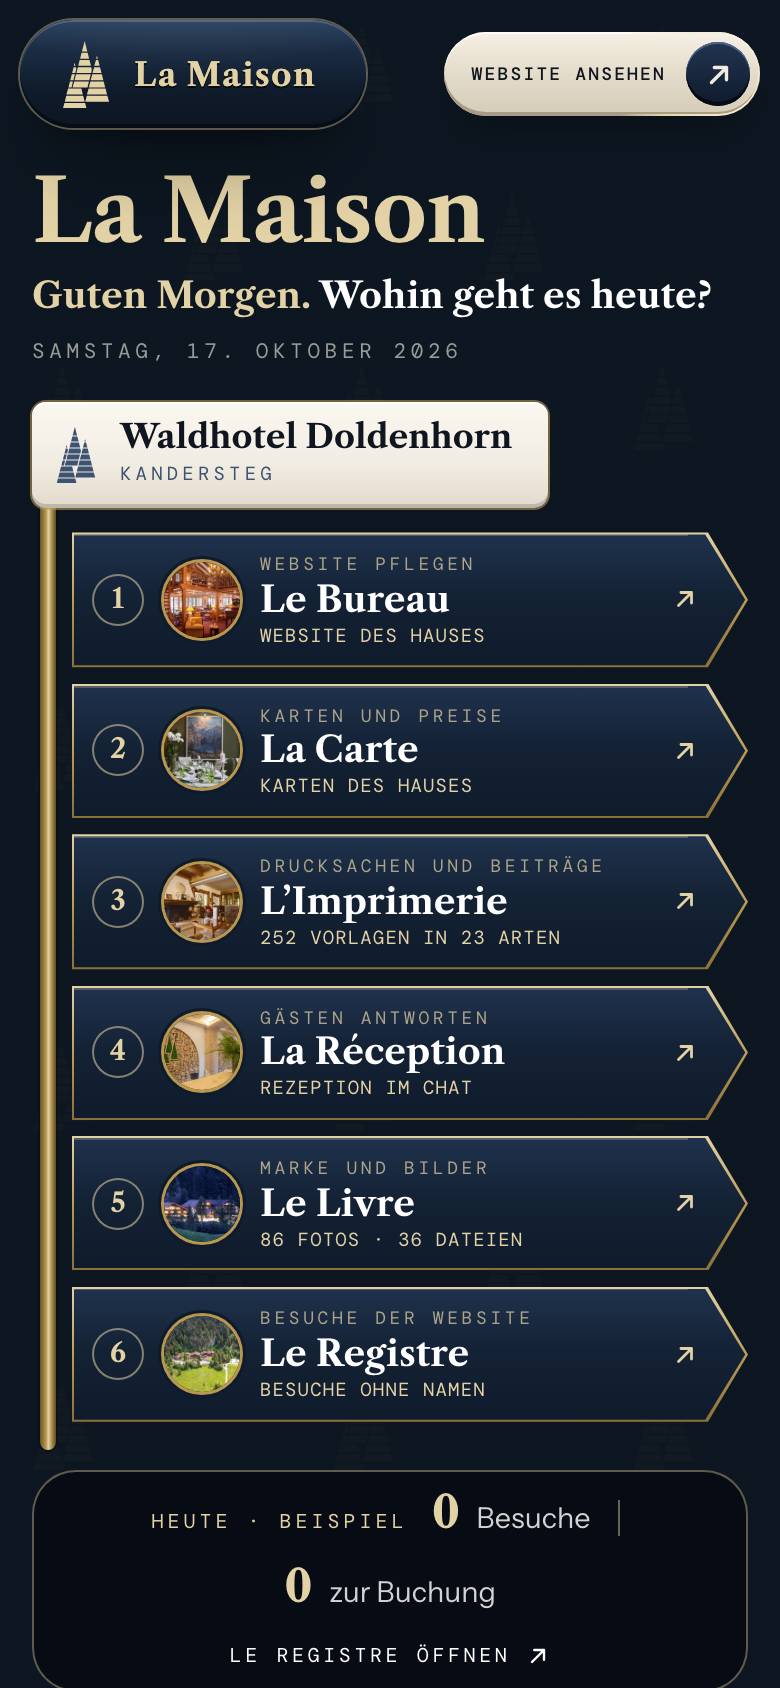 La Maison
WEBSITE ANSEHEN
La Maison
Guten Morgen. Wohin geht es heute?
SAMSTAG, 17. OKTOBER 2026
Waldhotel Doldenhorn
KANDERSTEG
1
WEBSITE PFLEGEN
Le Bureau
WEBSITE DES HAUSES
2
KARTEN UND PREISE
La Carte
KARTEN DES HAUSES
3
DRUCKSACHEN UND BEITRÄGE
L’Imprimerie
252 VORLAGEN IN 23 ARTEN
4
GÄSTEN ANTWORTEN
La Réception
REZEPTION IM CHAT
5
MARKE UND BILDER
Le Livre
86 FOTOS · 36 DATEIEN
6
BESUCHE DER WEBSITE
Le Registre
BESUCHE OHNE NAMEN
HEUTE · BEISPIEL 0 Besuche
0 zur Buchung
LE REGISTRE ÖFFNEN